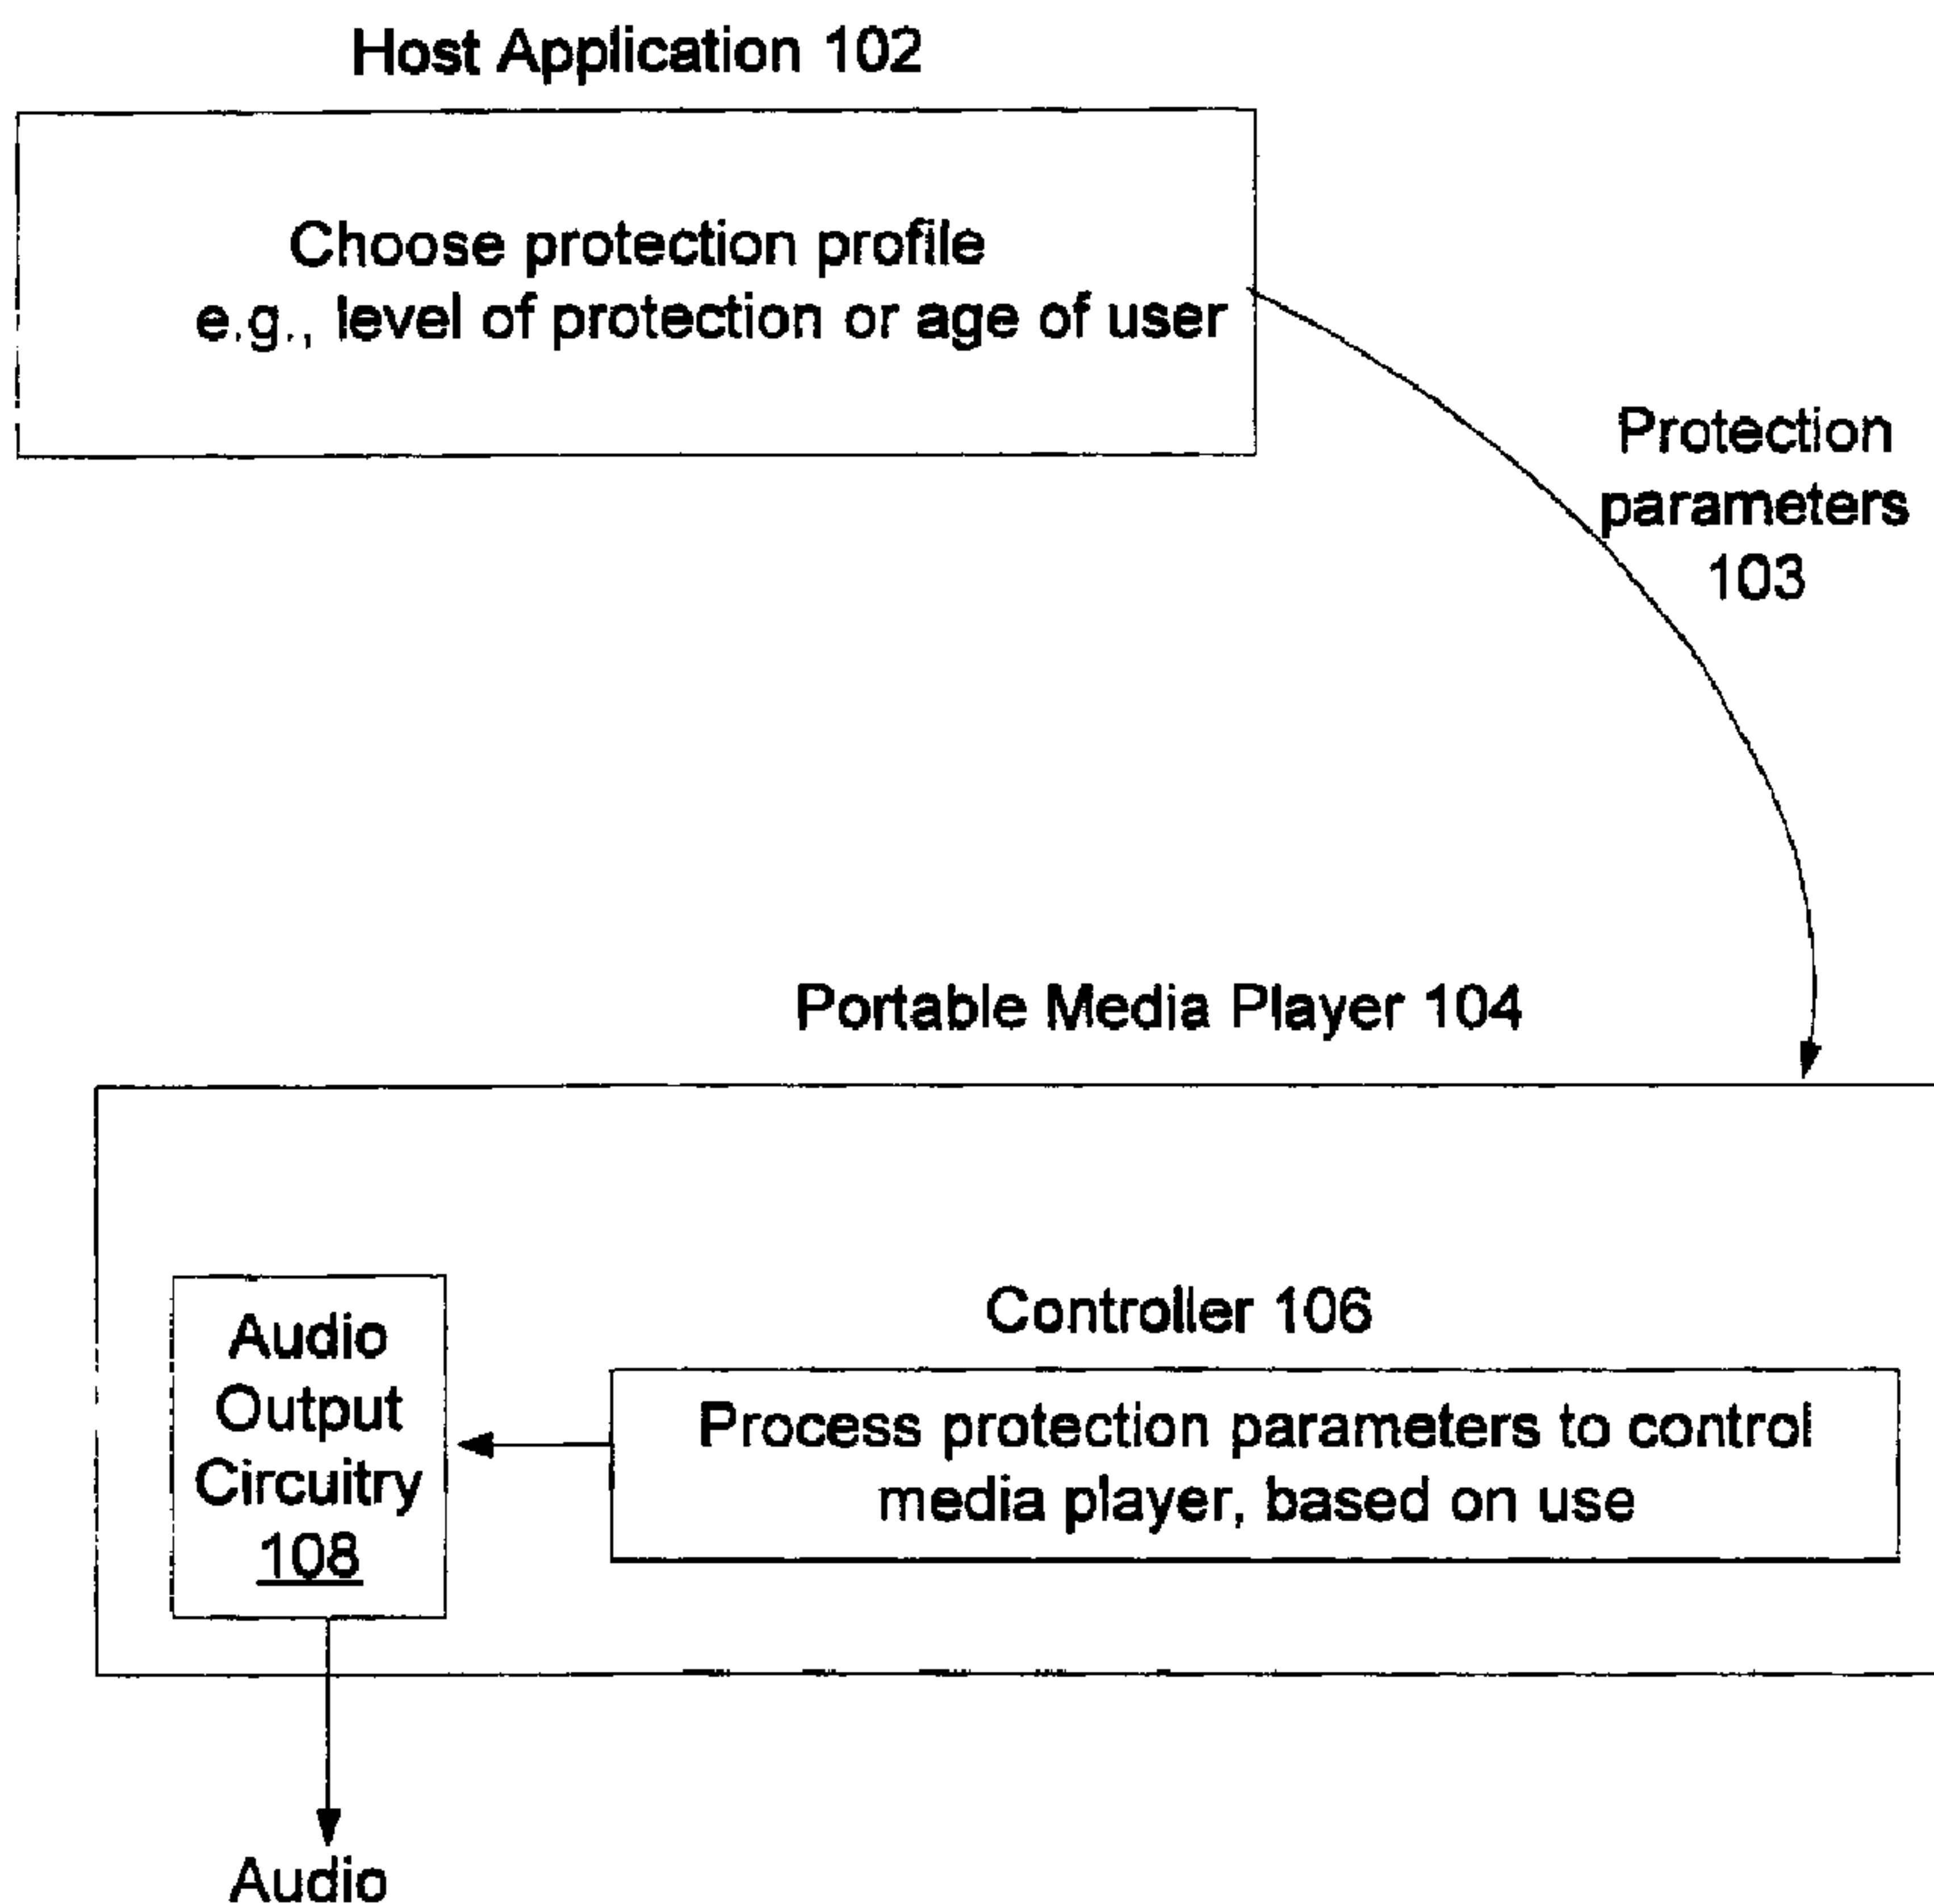 Host Application 102
Choose protection profile
e.g., level of protection or age of user
Protection
parameters
103
Portable Media Player 104
Audio
Output
Circuitry
108
Controller 106
Process protection parameters to control
media player, based on use
Audio